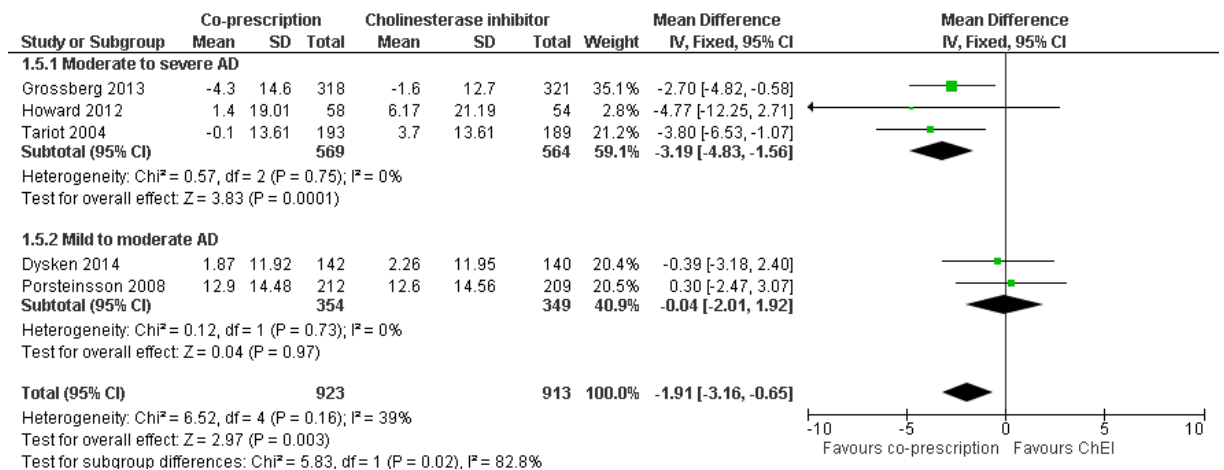 Co-prescription Cholinesterase inhibitor Mean Difference Mean Difference
Study or Subgroup Mean SD Total Mean SD Total Weight IV, Fixed, 95% CI IV, Fixed, 95% CI
1.5.1 Moderate to severe AD
Grossberg 2013 -4.3 14.6 318 -1.6 12.7 321 35.1% -2.70 [-4.82, -0.58]
Howard 2012 1.4 19.01 58 6.17 21.19 54 2.8% -4.77 [-12.25, 2.71]
Tariot 2004 -0.1 13.61 193 3.7 13.61 189 21.2% -3.80 [-6.53, -1.07]
Subtotal (95% CI) 569 564 59.1% -3.19 [-4.83, -1.56]
Heterogeneity: Chi² = 0.57, df = 2 (P = 0.75); I² = 0%
Test for overall effect: Z = 3.83 (P = 0.0001)
1.5.2 Mild to moderate AD
Dysken 2014 1.87 11.92 142 2.26 11.95 140 20.4% -0.39 [-3.18, 2.40]
Porsteinsson 2008 12.9 14.48 212 12.6 14.56 209 20.5% 0.30 [-2.47, 3.07]
Subtotal (95% CI) 354 349 40.9% -0.04 [-2.01, 1.92]
Heterogeneity: Chi² = 0.12, df = 1 (P = 0.73); I² = 0%
Test for overall effect: Z = 0.04 (P = 0.97)
Total (95% CI) 923 913 100.0% -1.91 [-3.16, -0.65]
Heterogeneity: Chi² = 6.52, df = 4 (P = 0.16); I² = 39%
Test for overall effect: Z = 2.97 (P = 0.003)
Test for subgroup differences: Chi² = 5.83, df = 1 (P = 0.02), I² = 82.8%
-10 -5 0 5 10
Favours co-prescription Favours ChEI